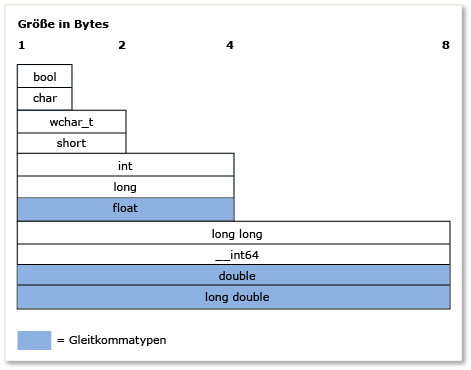 Größe in Bytes
1 2 4 8
bool
char
wchar_t
short
int
long
float
long long
__int64
double
long double
= Gleitkommatypen